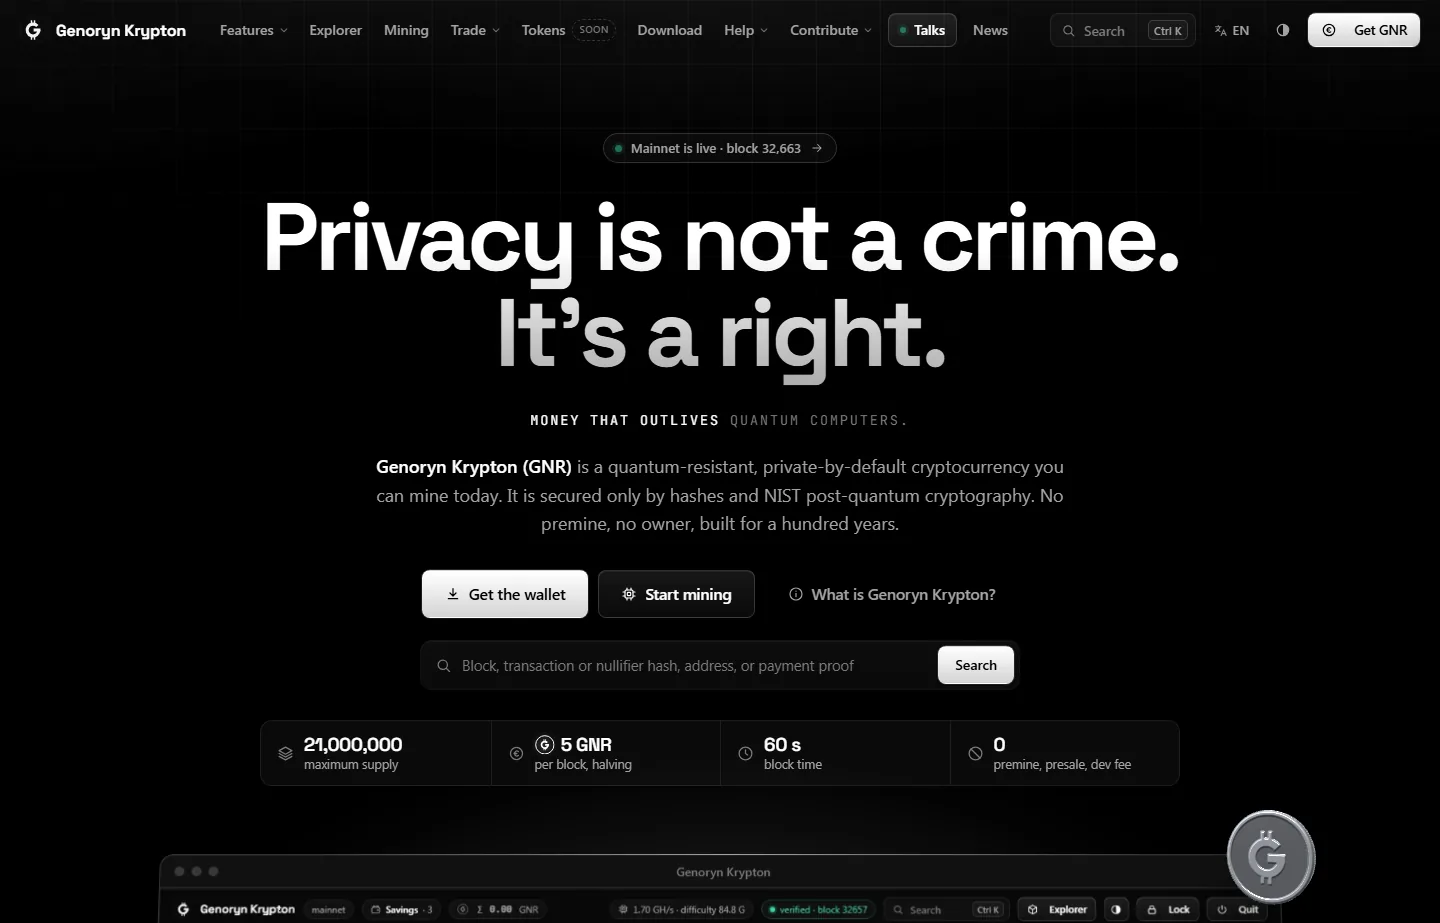 Genoryn Krypton Features Explorer Mining Trade Tokens SOON Download Help Contribute Talks News Search Ctrl K EN Get GNR
Mainnet is live · block 32,663 →
Privacy is not a crime.
It's a right.
MONEY THAT OUTLIVES QUANTUM COMPUTERS.
Genoryn Krypton (GNR) is a quantum-resistant, private-by-default cryptocurrency you
can mine today. It is secured only by hashes and NIST post-quantum cryptography. No
premine, no owner, built for a hundred years.
Get the wallet Start mining What is Genoryn Krypton?
Block, transaction or nullifier hash, address, or payment proof Search
21,000,000 5 GNR 60 s 0
maximum supply per block, halving block time premine, presale, dev fee
Genoryn Krypton
Genoryn Krypton mainnet Savings · 3 Σ 0.00 GNR 1.70 GH/s · difficulty 84.8 G verified · block 32657 Search Ctrl K Explorer Lock Quit